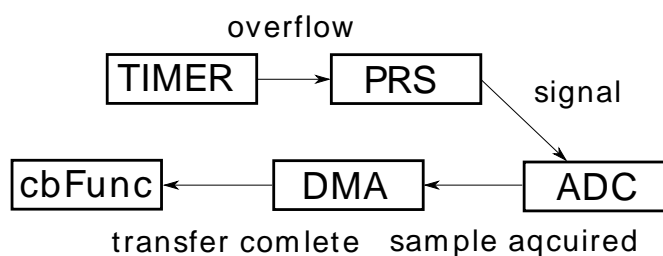 overflow
TIMER
PRS
signal
cbFunc
DMA
ADC
transfer comlete
sample aqcuired